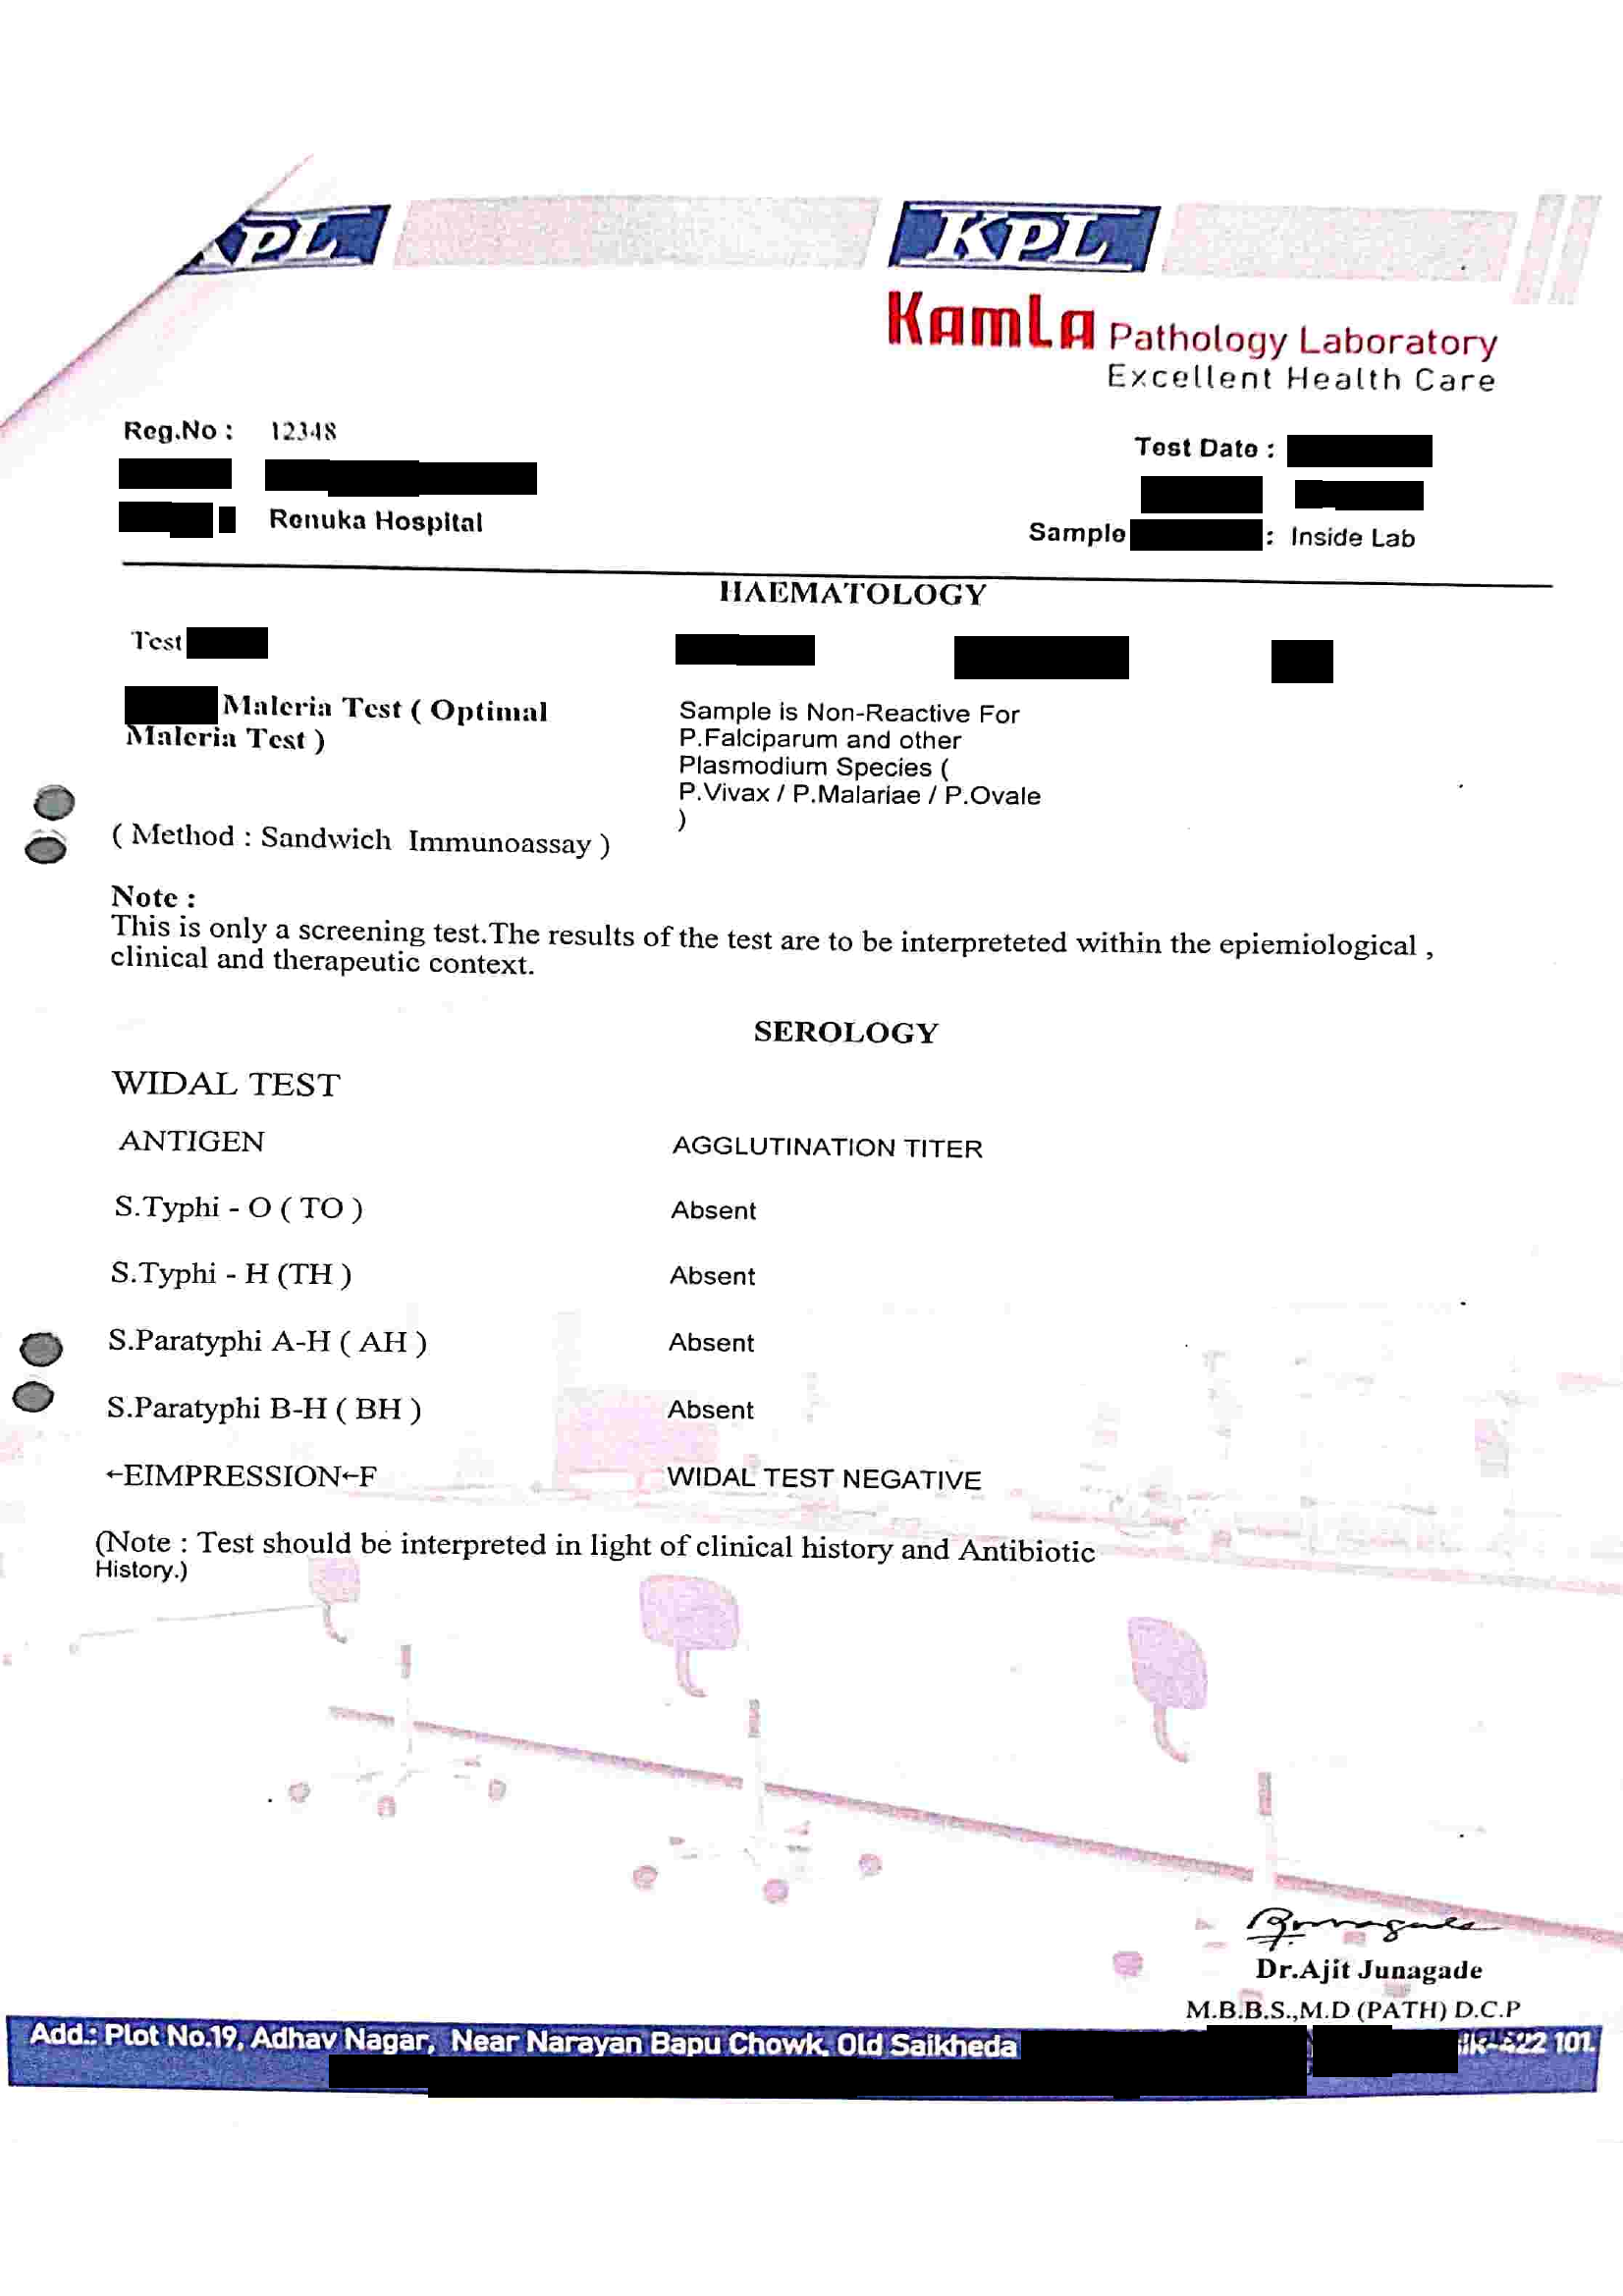 KPL KPL
Kamla Pathology Laboratory
Excellent Health Care
Reg.No : 12348
Test Date :
Renuka Hospital
Sample : Inside Lab
HAEMATOLOGY
Test
Maleria Test ( Optimal
Maleria Test )
Sample is Non-Reactive For
P.Falciparum and other
Plasmodium Species (
P.Vivax / P.Malariae / P.Ovale
)
( Method : Sandwich Immunoassay )
Note :
This is only a screening test.The results of the test are to be interpreteted within the epiemiological ,
clinical and therapeutic context.
SEROLOGY
WIDAL TEST
ANTIGEN AGGLUTINATION TITER
S.Typhi - O ( TO ) Absent
S.Typhi - H (TH ) Absent
S.Paratyphi A-H ( AH ) Absent
S.Paratyphi B-H ( BH ) Absent
←EIMPRESSION←F WIDAL TEST NEGATIVE
(Note : Test should be interpreted in light of clinical history and Antibiotic
History.)
Dr.Ajit Junagade
M.B.B.S.,M.D (PATH) D.C.P
Add.: Plot No.19, Adhav Nagar, Near Narayan Bapu Chowk, Old Saikheda ik-422 101.